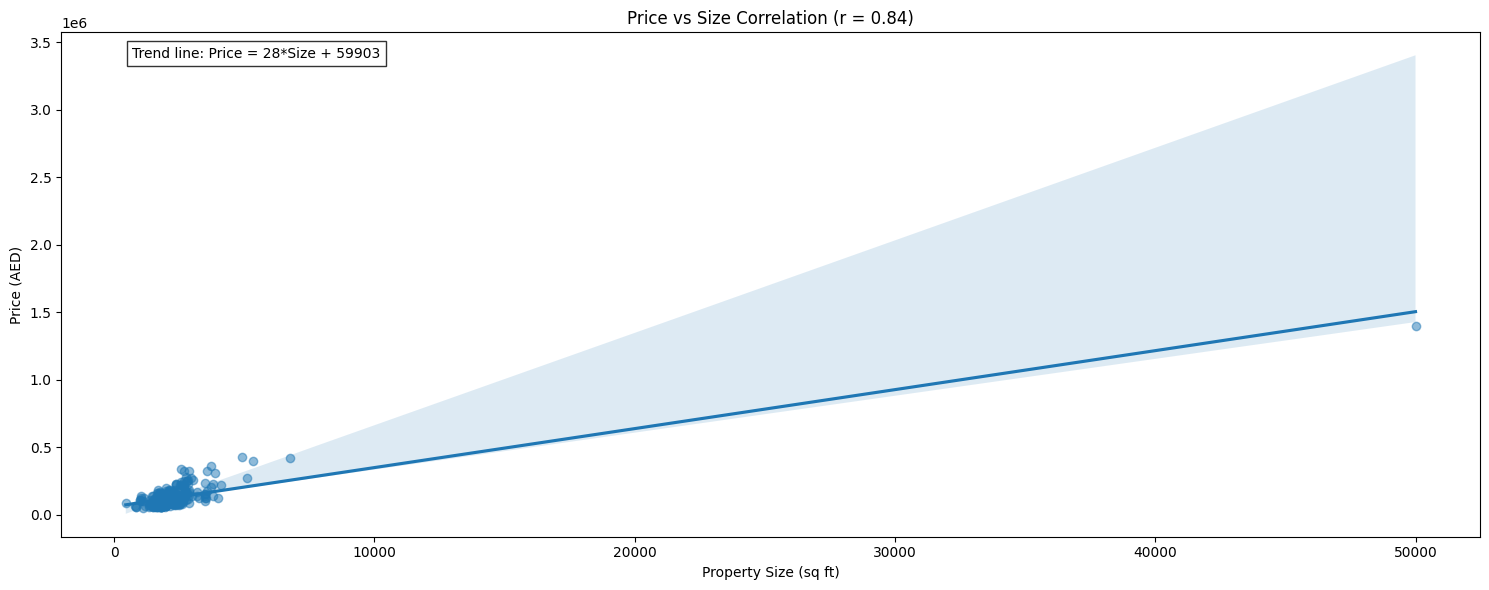 Price vs Size Correlation (r = 0.84)
1e6
Trend line: Price = 28*Size + 59903
3.5
3.0
2.5
2.0
1.5
1.0
0.5
0.0
Price (AED)
0 10000 20000 30000 40000 50000
Property Size (sq ft)